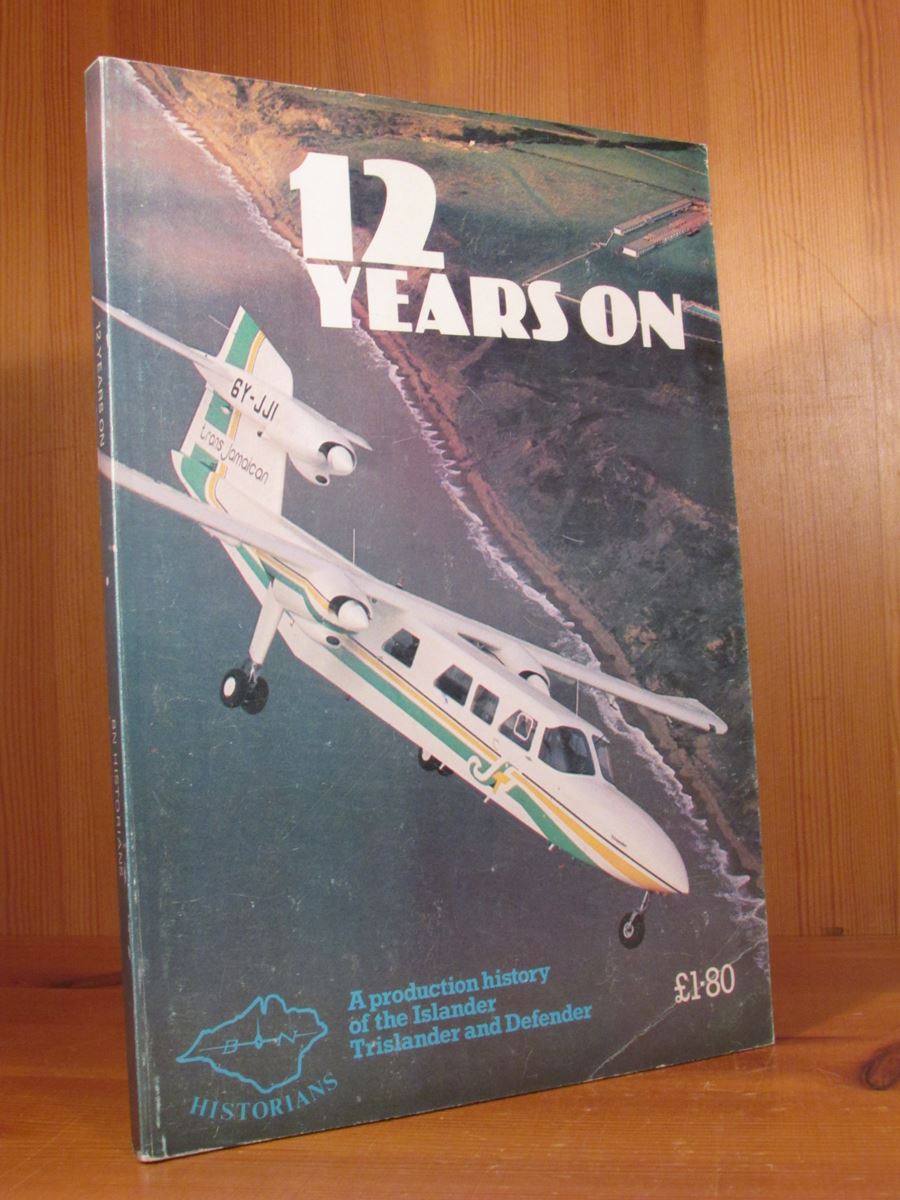 12
YEARS ON
6Y-JJI
trans Jamaican
12 YEARS ON
BN HISTORIANS
A production history
of the Islander
Trislander and Defender
£1·80
B N
HISTORIANS